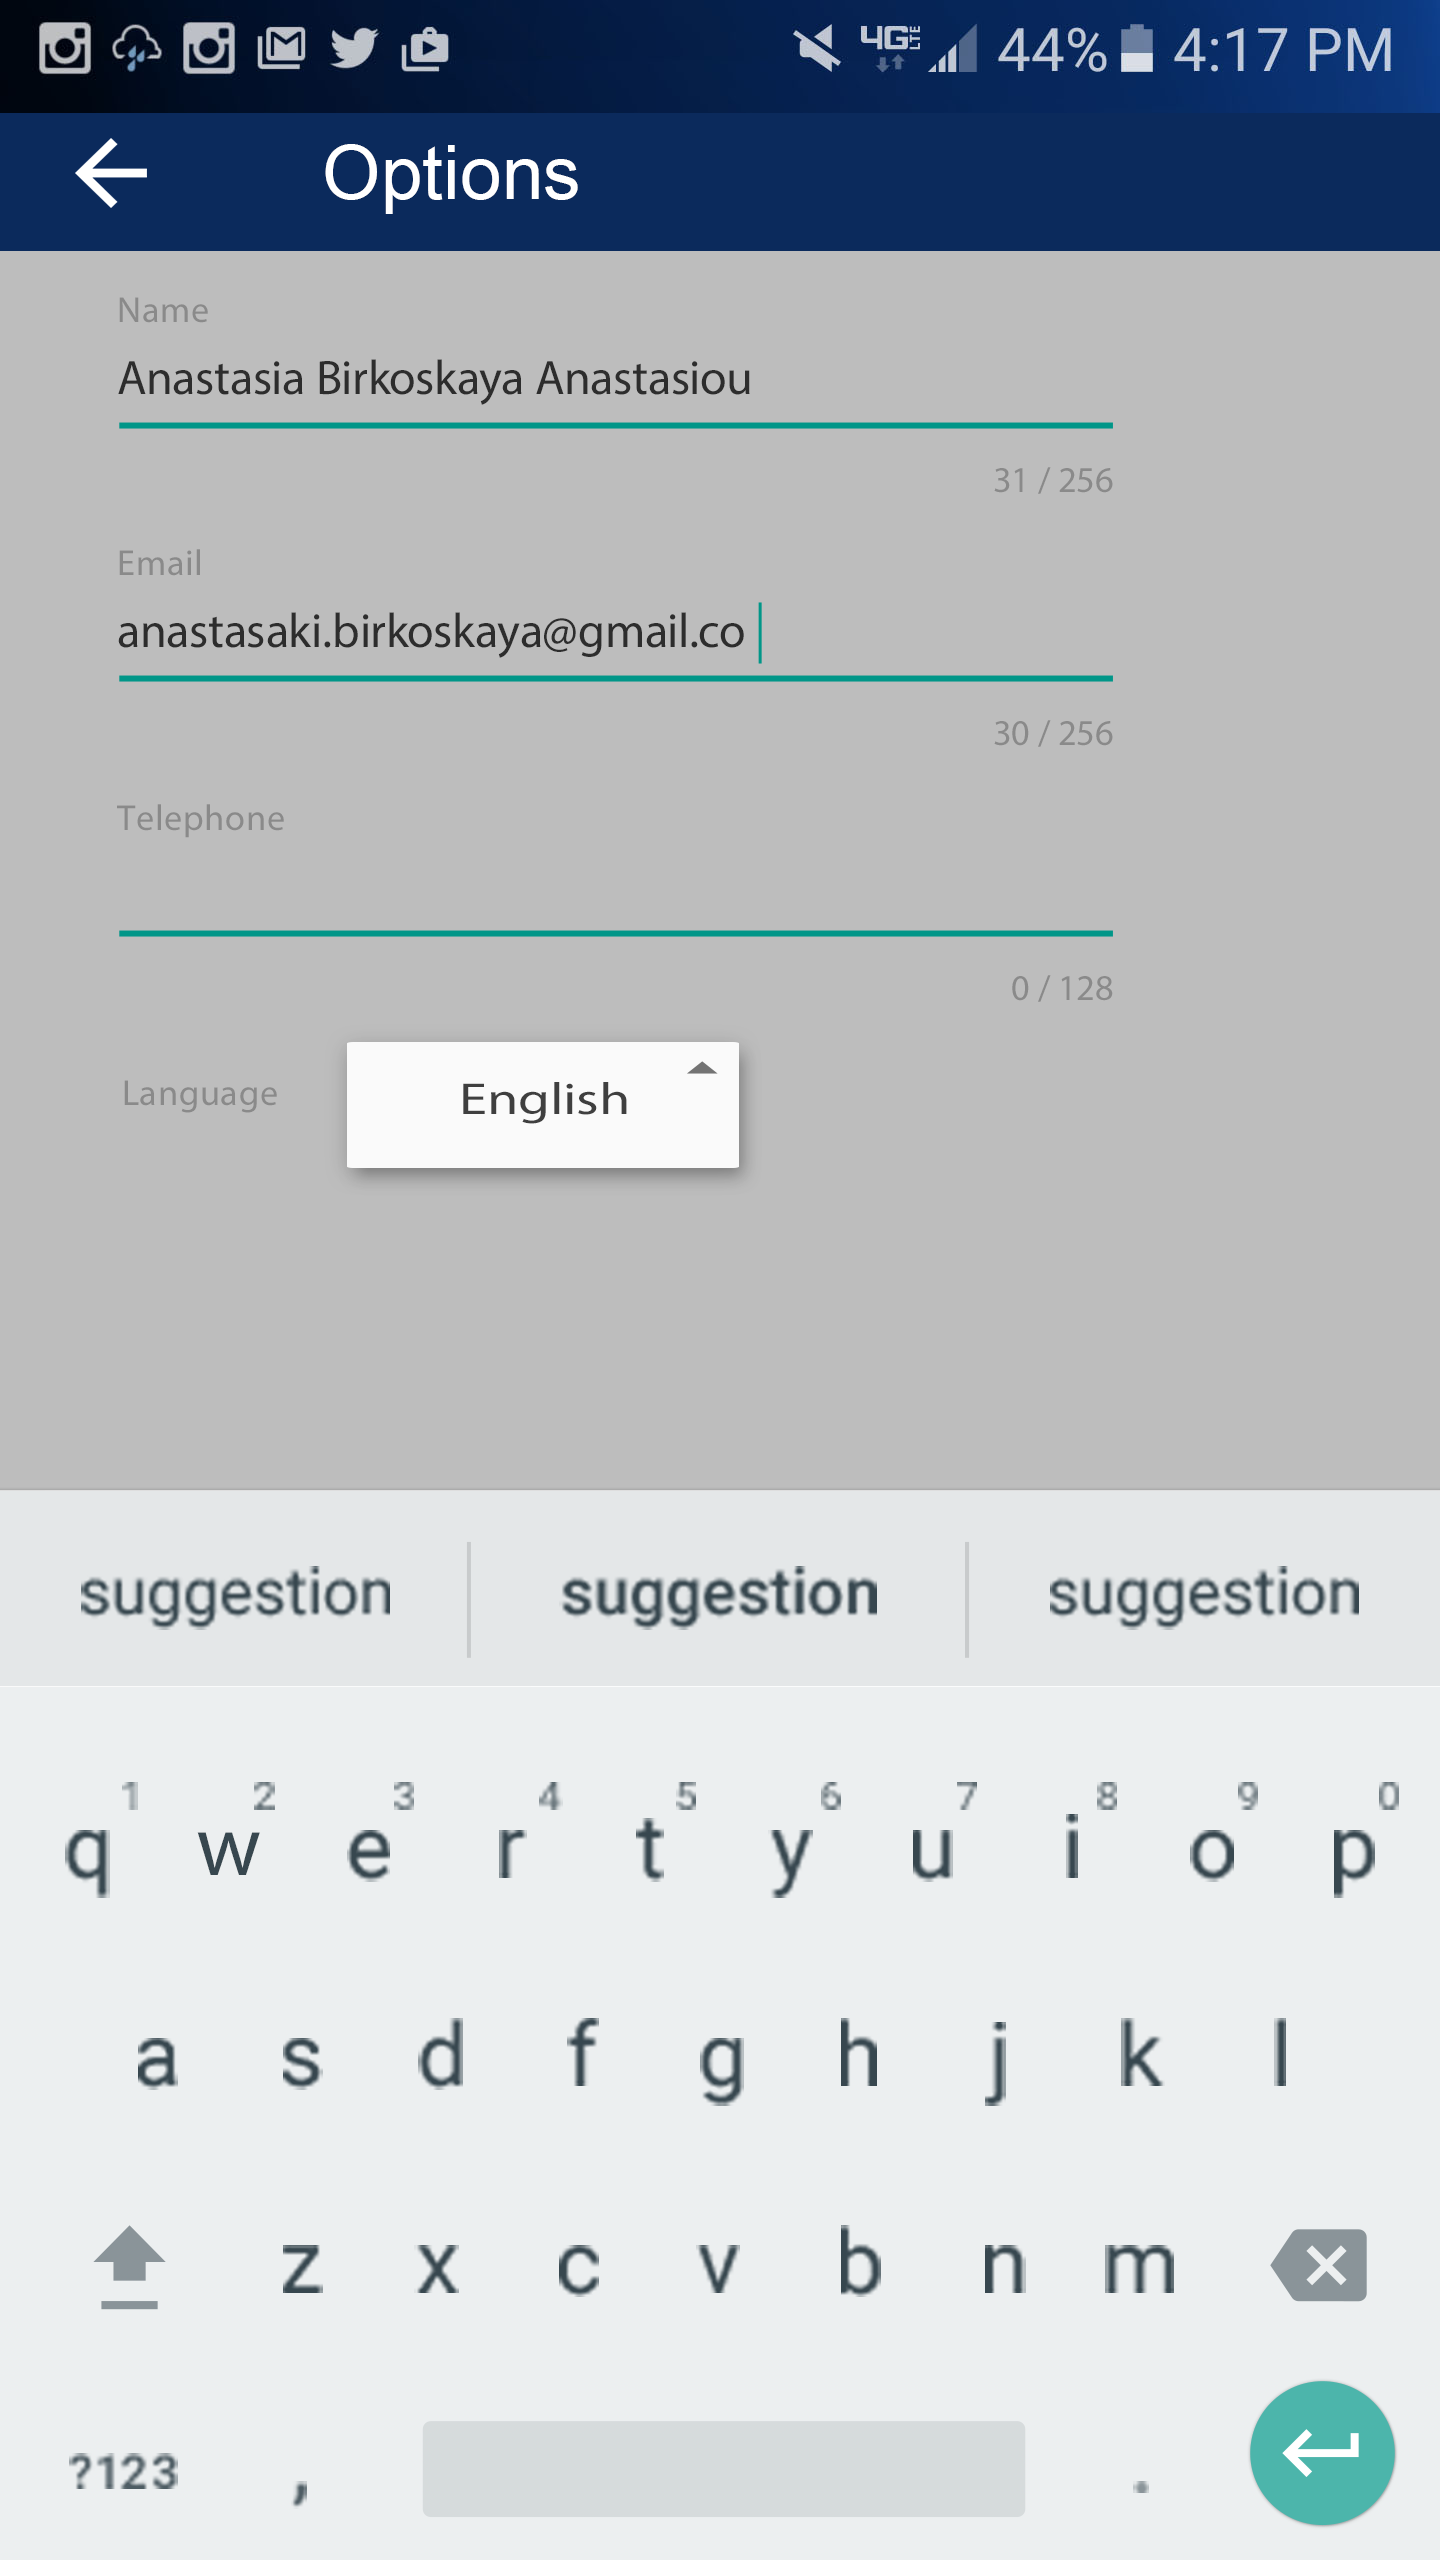 4G LTE 44% 4:17 PM
Options
Name
Anastasia Birkoskaya Anastasiou
31 / 256
Email
anastasaki.birkoskaya@gmail.co
30 / 256
Telephone
0 / 128
Language English
suggestion suggestion suggestion
1 2 3 4 5 6 7 8 9 0
q w e r t y u i o p
a s d f g h j k l
z x c v b n m
?123 , .